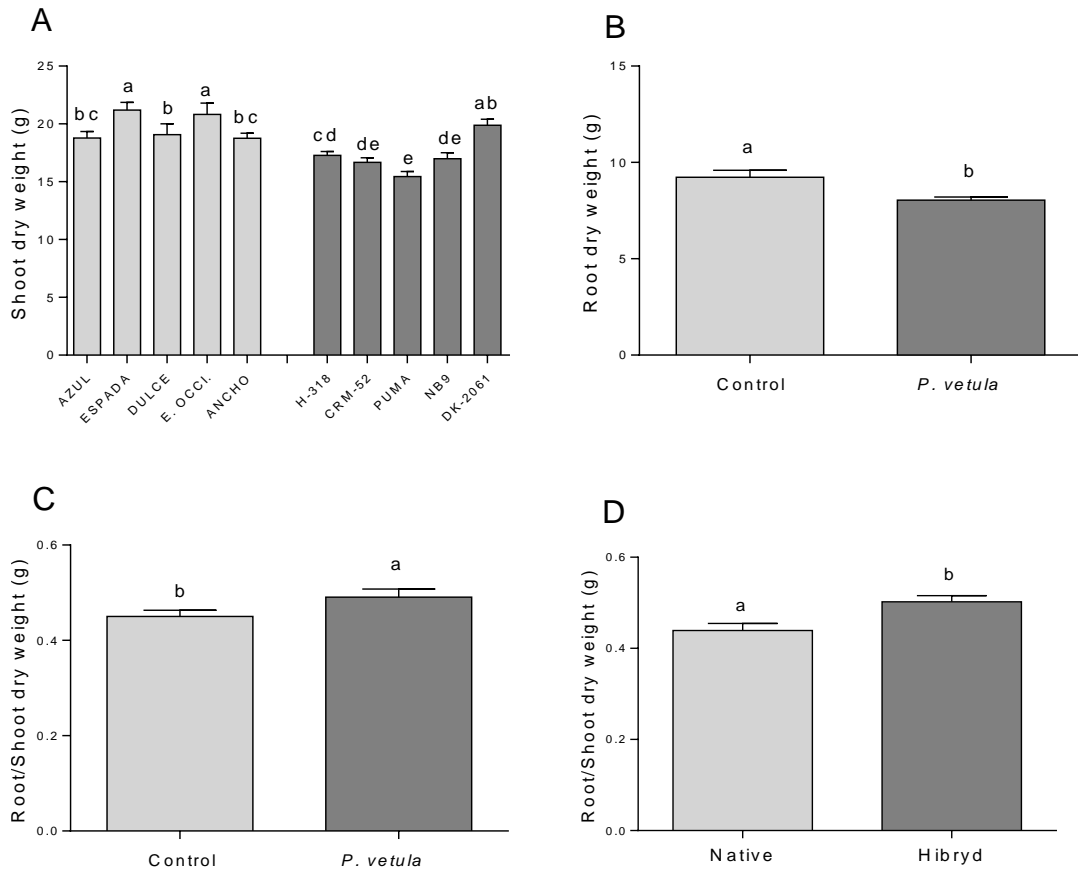 A
Shoot dry weight (g)
25
20
15
10
5
0
bc
a
b
a
bc
cd
de
e
de
ab
AZUL
ESPADA
DULCE
E. OCCI.
ANCHO
H-318
CRM-52
PUMA
NB9
DK-2061
B
Root dry weight (g)
15
10
5
0
a
b
Control
P. vetula
C
Root/Shoot dry weight (g)
0.6
0.4
0.2
0.0
b
a
Control
P. vetula
D
Root/Shoot dry weight (g)
0.6
0.4
0.2
0.0
a
b
Native
Hibryd